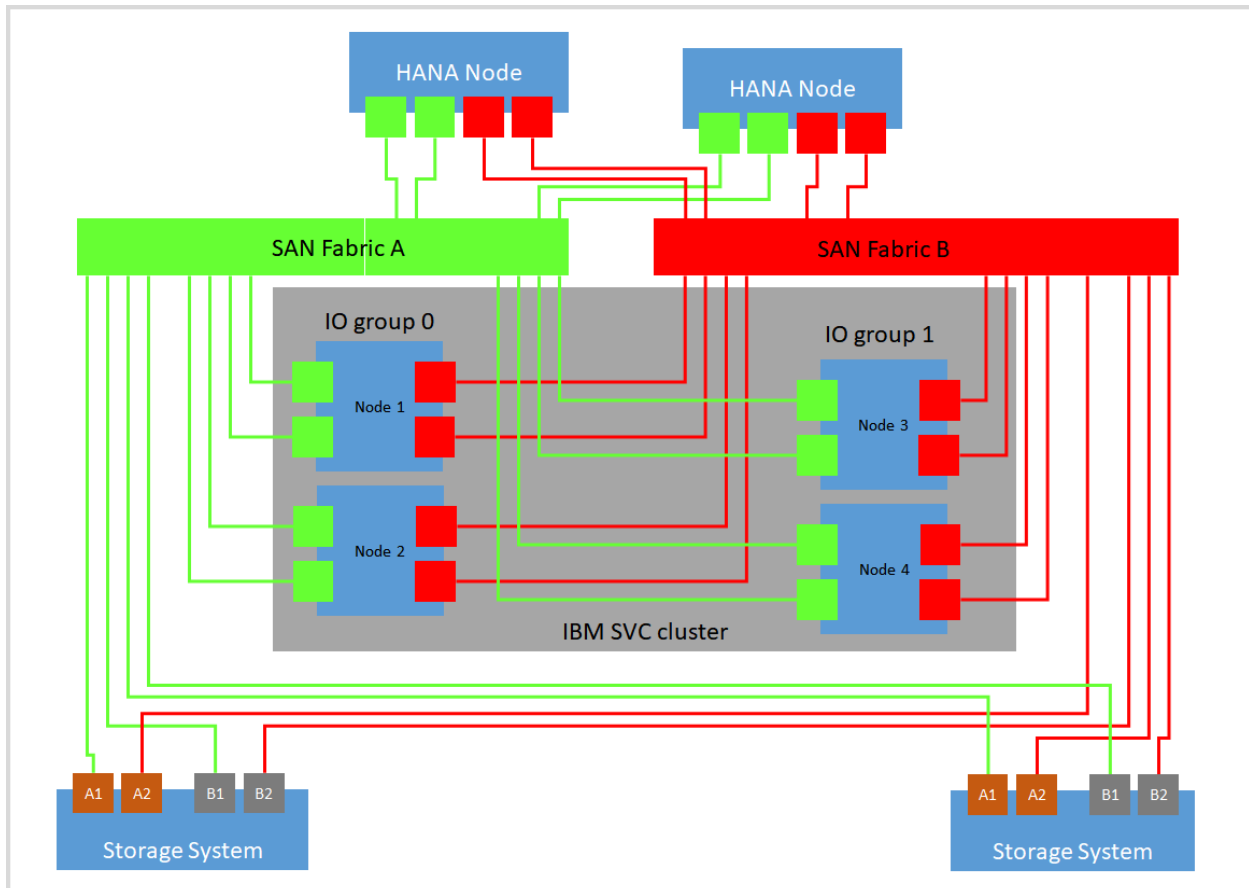 HANA Node
HANA Node
SAN Fabric A
SAN Fabric B
IO group 0
IO group 1
Node 1
Node 3
Node 2
Node 4
IBM SVC cluster
A1
A2
B1
B2
A1
A2
B1
B2
Storage System
Storage System